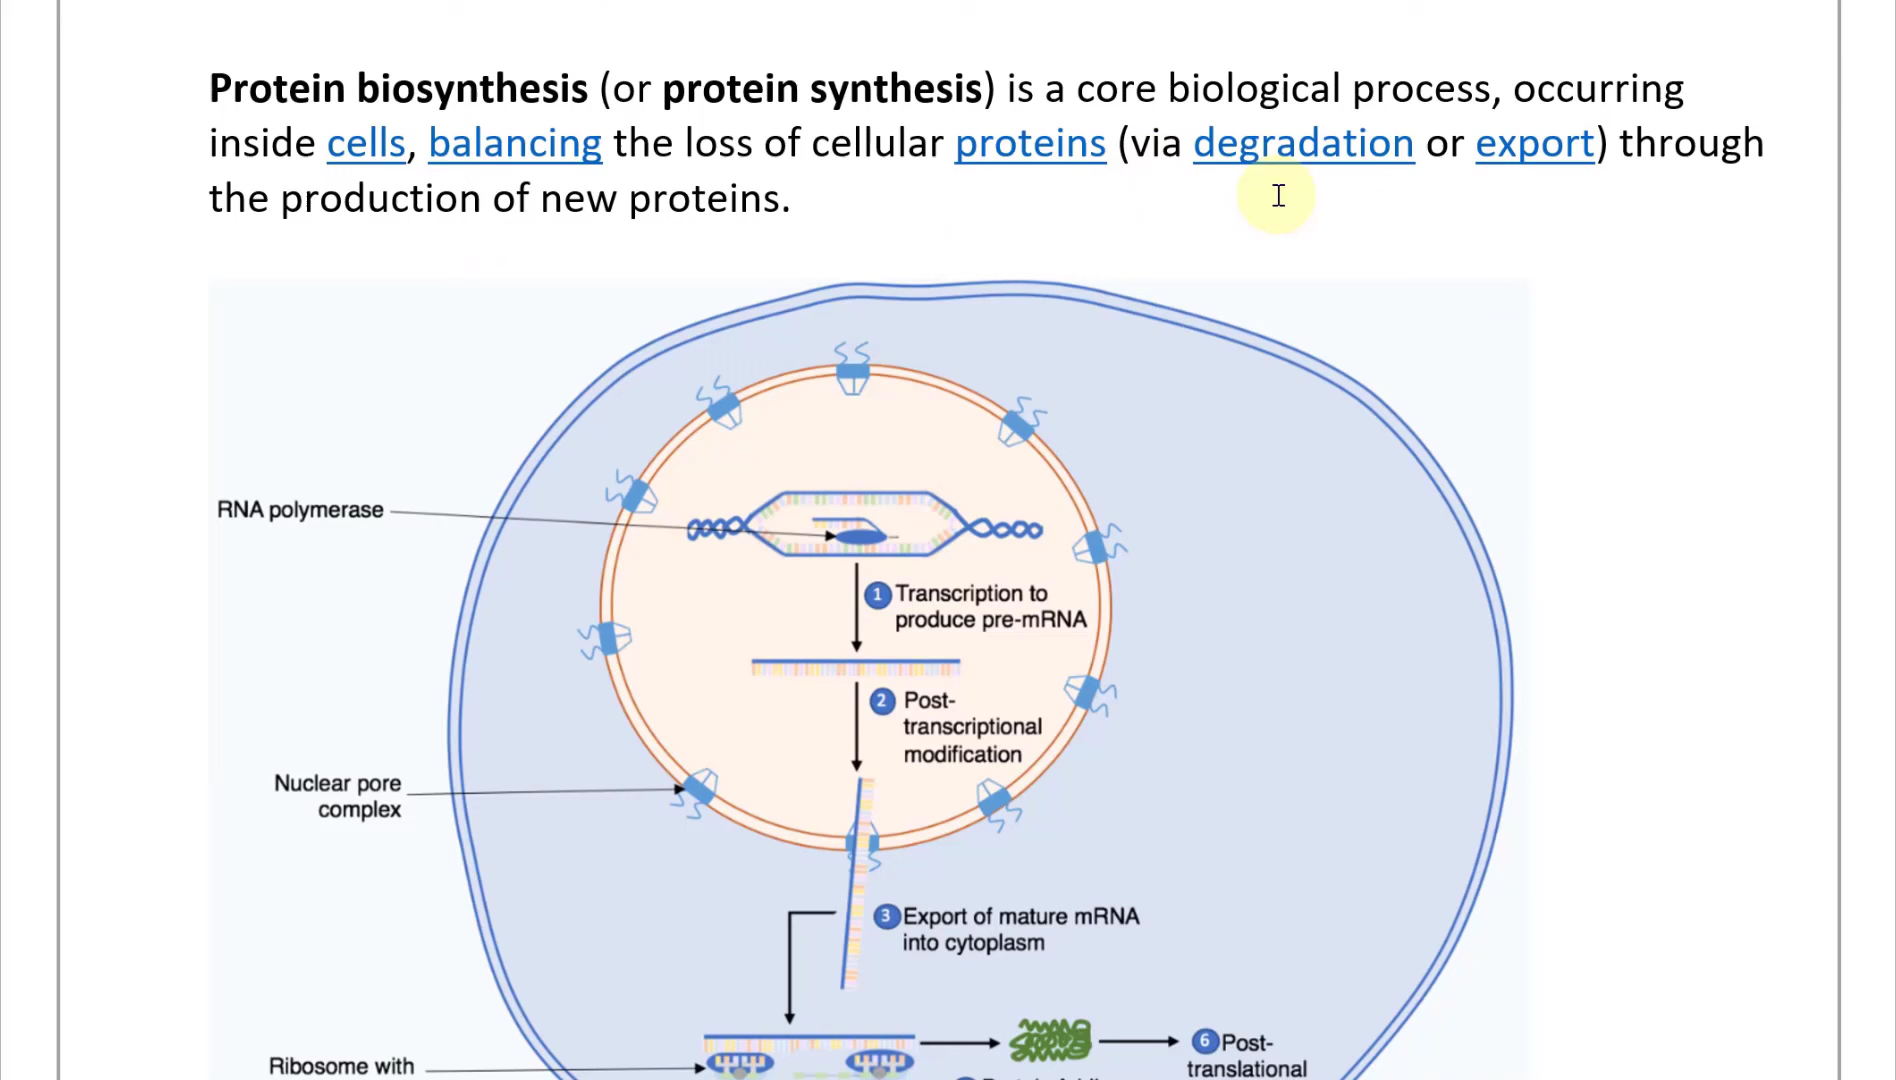 Protein biosynthesis (or protein synthesis) is a core biological process, occurring
inside cells, balancing the loss of cellular proteins (via degradation or export) through
the production of new proteins.
RNA polymerase
1 Transcription to
produce pre-mRNA
2 Post-
transcriptional
modification
Nuclear pore
complex
3 Export of mature mRNA
into cytoplasm
Ribosome with
6 Post-
translational